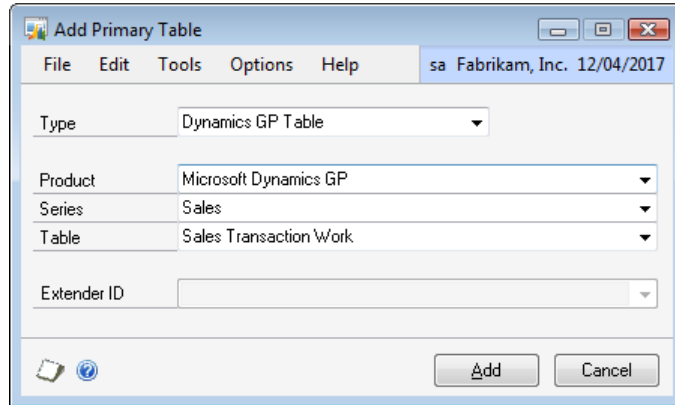 Add Primary Table
File Edit Tools Options Help sa Fabrikam, Inc. 12/04/2017
Type Dynamics GP Table
Product Microsoft Dynamics GP
Series Sales
Table Sales Transaction Work
Extender ID
Add Cancel